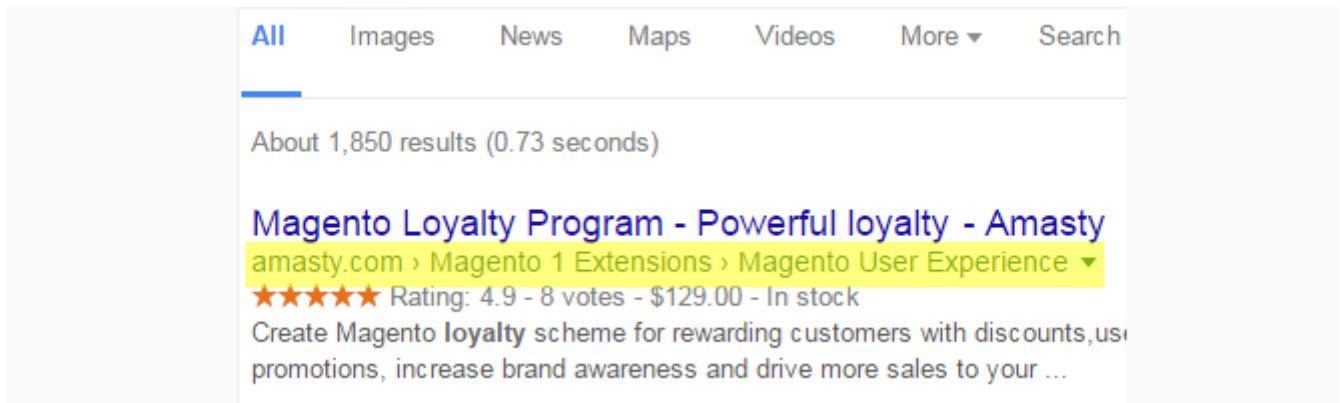 All Images News Maps Videos More Search
About 1,850 results (0.73 seconds)
Magento Loyalty Program - Powerful loyalty - Amasty
amasty.com › Magento 1 Extensions › Magento User Experience
Rating: 4.9 - 8 votes - $129.00 - In stock
Create Magento loyalty scheme for rewarding customers with discounts,use
promotions, increase brand awareness and drive more sales to your ...